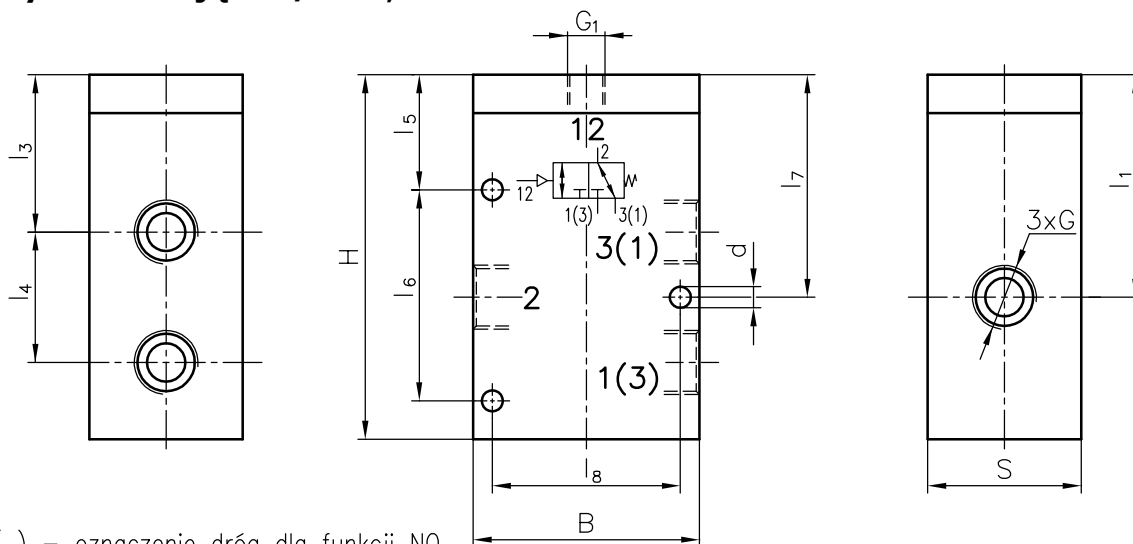 G₁
l₃
l₄
H
l₅
l₆
12
2
12
1(3)
3(1)
3(1)
2
1(3)
d
l₇
l₁
3xG
l₈
B
S
) – oznaczenie dróg dla funkcji NO